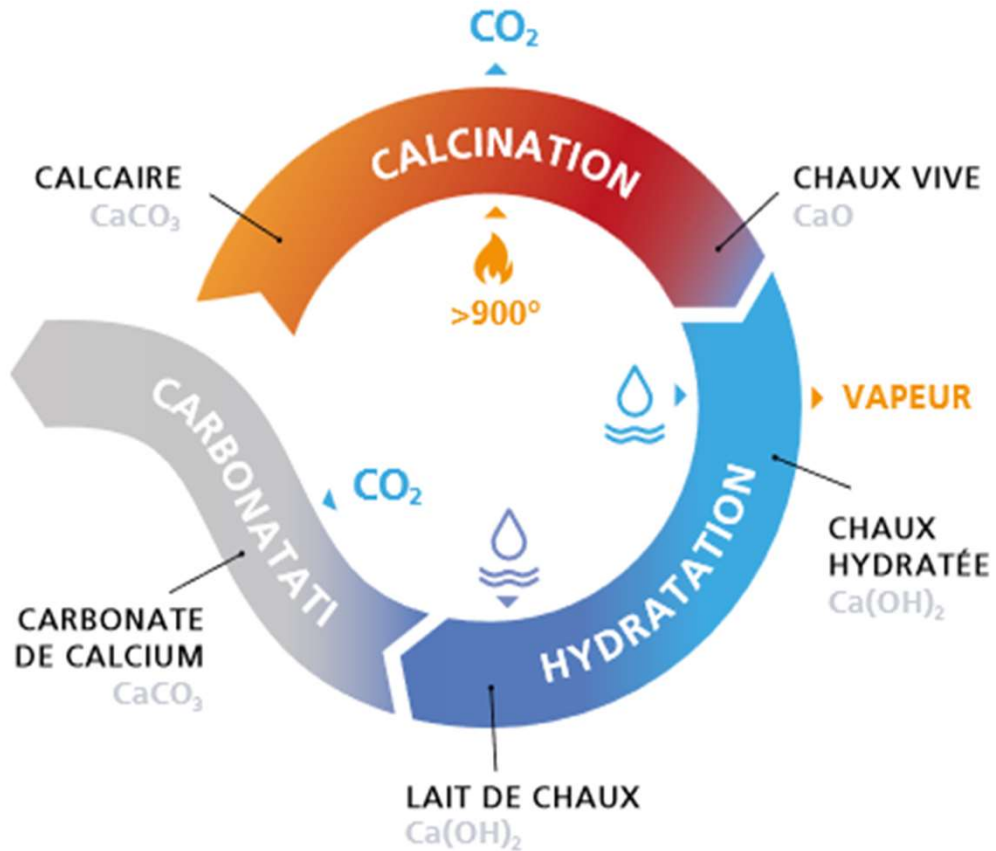 CO₂
CALCINATION
CALCAIRE
CaCO₃
CHAUX VIVE
CaO
>900°
VAPEUR
CARBONATATI
CO₂
HYDRATATION
CHAUX
HYDRATÉE
Ca(OH)₂
CARBONATE
DE CALCIUM
CaCO₃
LAIT DE CHAUX
Ca(OH)₂